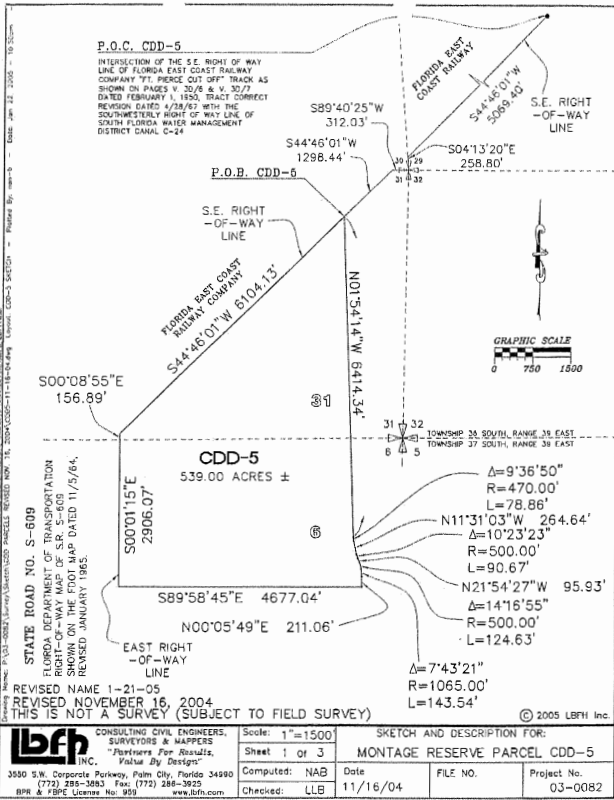 P.O.C. CDD-5
INTERSECTION OF THE S.E. RIGHT OF WAY
LINE OF FLORIDA EAST COAST RAILWAY
COMPANY "FT. PIERCE CUT OFF" TRACK AS
SHOWN ON PAGES V. 30/6 & V. 30/7
DATED FEBRUARY 1, 1950, TRACT CORRECT
REVISION DATED 4/28/67 WITH THE
SOUTHWESTERLY RIGHT OF WAY LINE OF
SOUTH FLORIDA WATER MANAGEMENT
DISTRICT CANAL C-24
FLORIDA EAST
COAST RAILWAY
S44°46'01"W
5069.40'
S.E. RIGHT
-OF-WAY
LINE
S89°40'25"W
312.03'
S04°13'20"E
258.80'
S44°46'01"W
1298.44'
30 29
31 32
P.O.B. CDD-5
S.E. RIGHT
-OF-WAY
LINE
FLORIDA EAST COAST
RAILWAY COMPANY
S44°46'01"W 6104.13'
N01°54'14"W 6414.34'
GRAPHIC SCALE
0 750 1500
S00°08'55"E
156.89'
31
31 32
6 5
TOWNSHIP 36 SOUTH, RANGE 39 EAST
TOWNSHIP 37 SOUTH, RANGE 39 EAST
CDD-5
539.00 ACRES ±
S00°01'15"E
2906.07'
6
Δ=9°36'50"
R=470.00'
L=78.86'
N11°31'03"W 264.64'
Δ=10°23'23"
R=500.00'
L=90.67'
N21°54'27"W 95.93'
Δ=14°16'55"
R=500.00'
L=124.63'
S89°58'45"E 4677.04'
N00°05'49"E 211.06'
Δ=7°43'21"
R=1065.00'
L=143.54'
EAST RIGHT
-OF-WAY
LINE
STATE ROAD NO. S-609
FLOIRDA DEPARTMENT OF TRANSPORTATION
RIGHT-OF-WAY MAP OF S.R. S-609
SHOWN ON THE FDOT MAP DATED 11/5/64,
REVISED JANUARY 1965.
REVISED NAME 1-21-05
REVISED NOVEMBER 16, 2004
THIS IS NOT A SURVEY (SUBJECT TO FIELD SURVEY)
© 2005 LBFH Inc.
lbfh INC.
CONSULTING CIVIL ENGINEERS,
SURVEYORS & MAPPERS
"Partners For Results,
Value By Design"
3550 S.W. Corporate Parkway, Palm City, Florida 34990
(772) 286-3883 Fax: (772) 286-3925
BPR & FBPE License No: 959 www.lbfh.com
Scale: 1"=1500'
Sheet 1 of 3
Computed: NAB
Checked: LLB
SKETCH AND DESCRIPTION FOR:
MONTAGE RESERVE PARCEL CDD-5
Date
11/16/04
FILE NO.
Project No.
03-0082